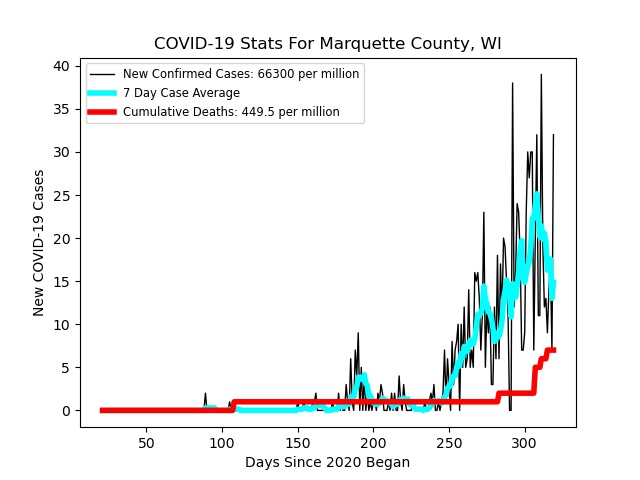 COVID-19 Stats For Marquette County, WI
New Confirmed Cases: 66300 per million
7 Day Case Average
Cumulative Deaths: 449.5 per million
New COVID-19 Cases
40
35
30
25
20
15
10
5
0
50 100 150 200 250 300
Days Since 2020 Began